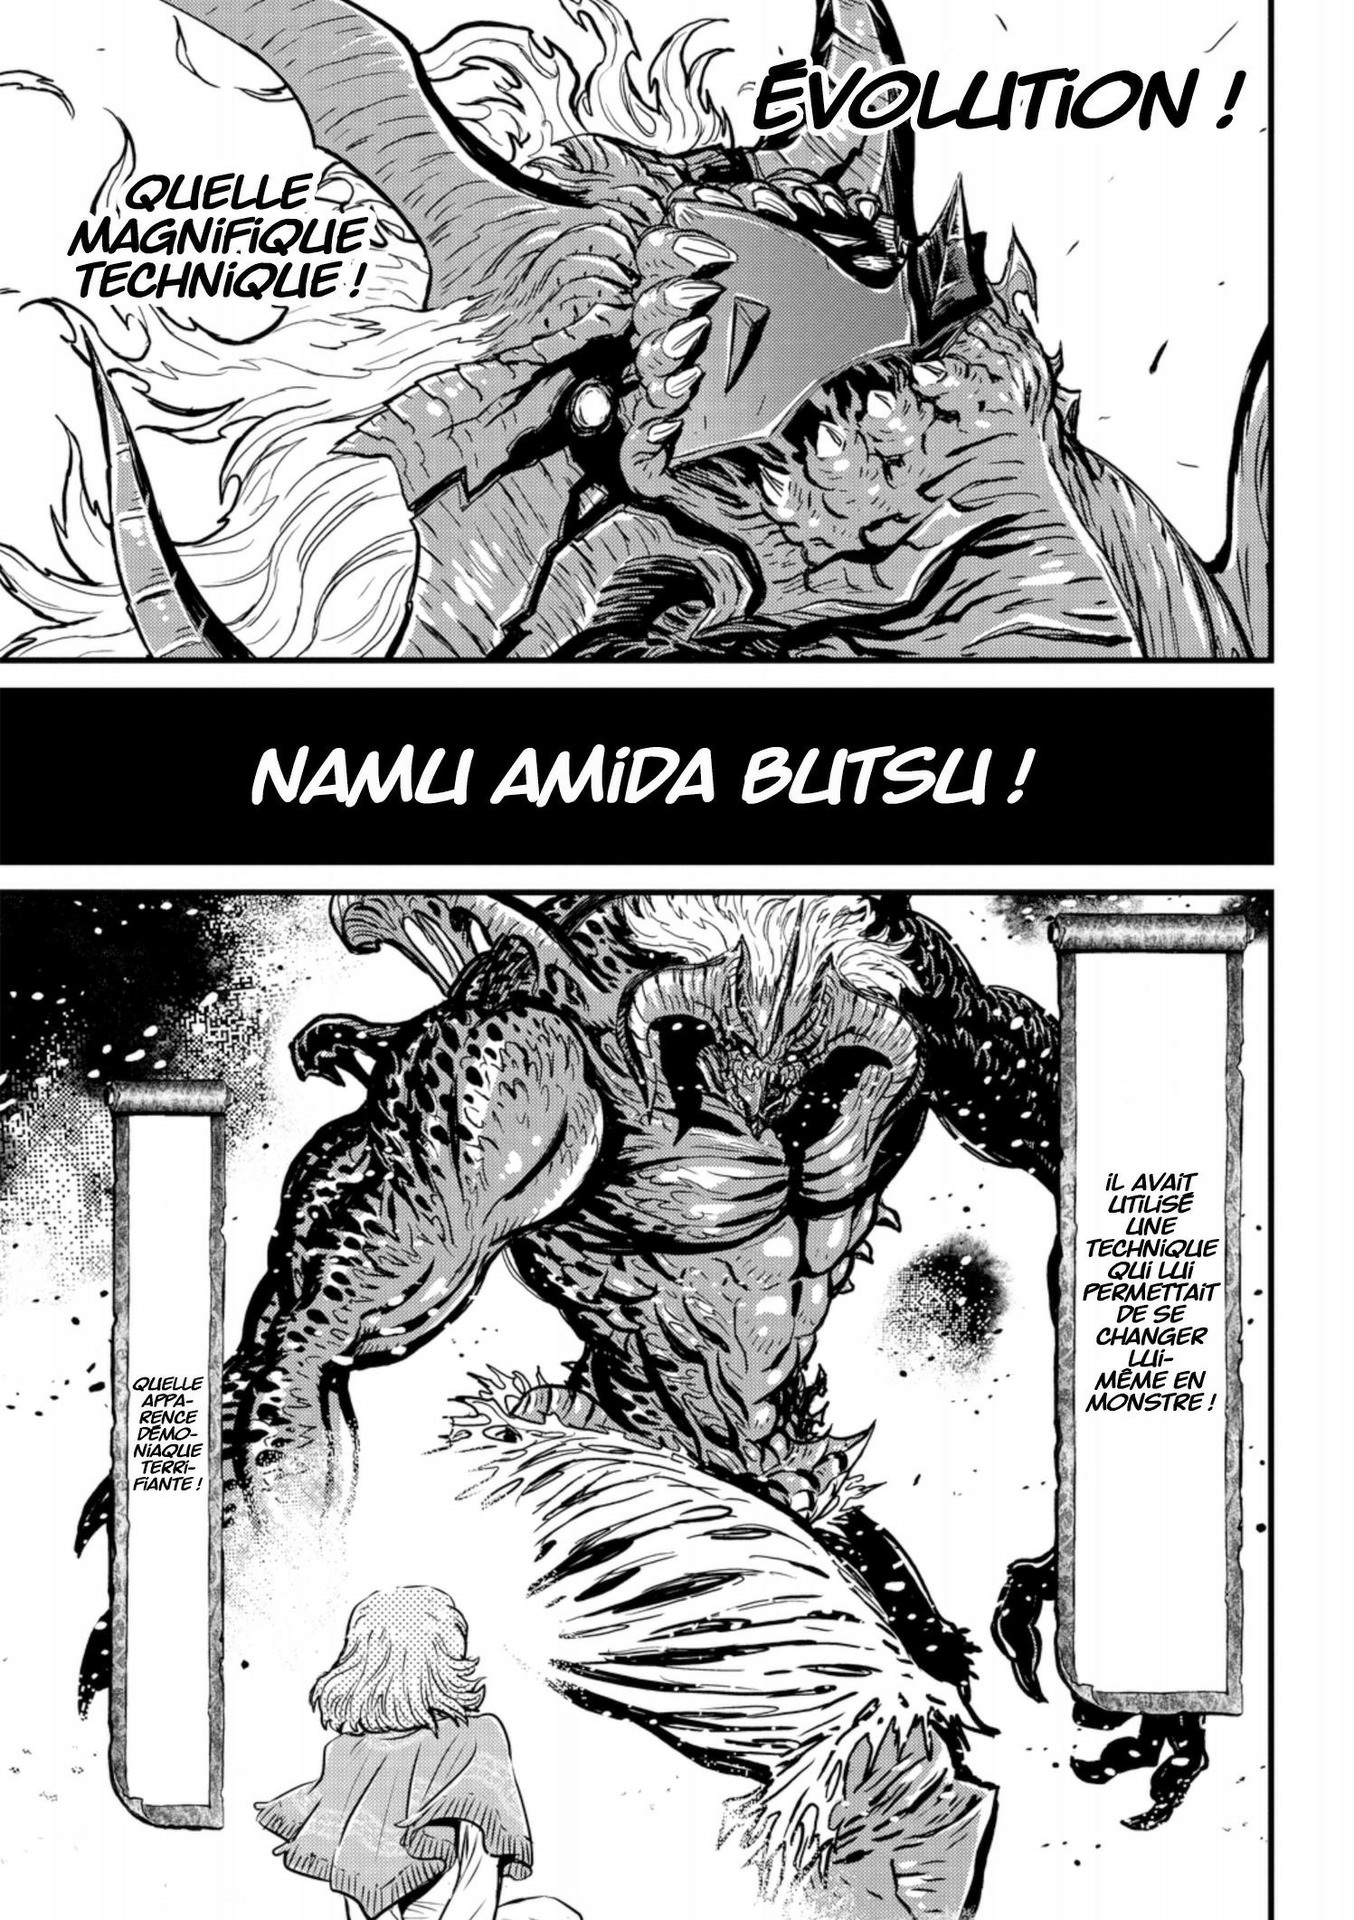 ÉVOLUTION !
QUELLE
MAGNIFIQUE
TECHNIQUE !
NAMU AMIDA BUTSU !
IL AVAIT
UTILISÉ
UNE
TECHNIQUE
QUI LUI
PERMETTAIT
DE SE
CHANGER
LUI-
MÊME EN
MONSTRE !
QUELLE
APPA-
RENCE
DÉMO-
NIAQUE
TERRI-
FIANTE !